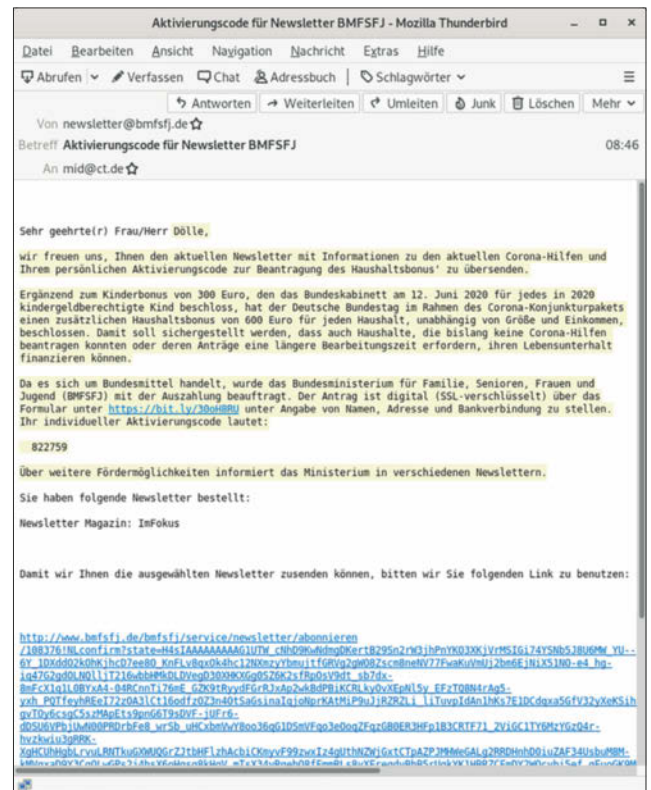 Aktivierungscode für Newsletter BMFSFJ - Mozilla Thunderbird
Datei Bearbeiten Ansicht Navigation Nachricht Extras Hilfe
Abrufen Verfassen Chat Adressbuch Schlagwörter
Antworten Weiterleiten Umleiten Junk Löschen Mehr
Von newsletter@bmfsfj.de
Betreff Aktivierungscode für Newsletter BMFSFJ 08:46
An mid@ct.de
Sehr geehrte(r) Frau/Herr Dölle,
wir freuen uns, Ihnen den aktuellen Newsletter mit Informationen zu den aktuellen Corona-Hilfen und
Ihrem persönlichen Aktivierungscode zur Beantragung des Haushaltsbonus' zu übersenden.
Ergänzend zum Kinderbonus von 300 Euro, den das Bundeskabinett am 12. Juni 2020 für jedes in 2020
kindergeldberechtigte Kind beschloss, hat der Deutsche Bundestag im Rahmen des Corona-Konjunkturpakets
einen zusätzlichen Haushaltsbonus von 600 Euro für jeden Haushalt, unabhängig von Größe und Einkommen,
beschlossen. Damit soll sichergestellt werden, dass auch Haushalte, die bislang keine Corona-Hilfen
beantragen konnten oder deren Anträge eine längere Bearbeitungszeit erfordern, ihren Lebensunterhalt
finanzieren können.
Da es sich um Bundesmittel handelt, wurde das Bundesministerium für Familie, Senioren, Frauen und
Jugend (BMFSFJ) mit der Auszahlung beauftragt. Der Antrag ist digital (SSL-verschlüsselt) über das
Formular unter https://bit.ly/30oH8RU unter Angabe von Namen, Adresse und Bankverbindung zu stellen.
Ihr individueller Aktivierungscode lautet:
822759
Über weitere Fördermöglichkeiten informiert das Ministerium in verschiedenen Newslettern.
Sie haben folgende Newsletter bestellt:
Newsletter Magazin: ImFokus
Damit wir Ihnen die ausgewählten Newsletter zusenden können, bitten wir Sie folgenden Link zu benutzen:
http://www.bmfsfj.de/bmfsfj/service/newsletter/abonnieren